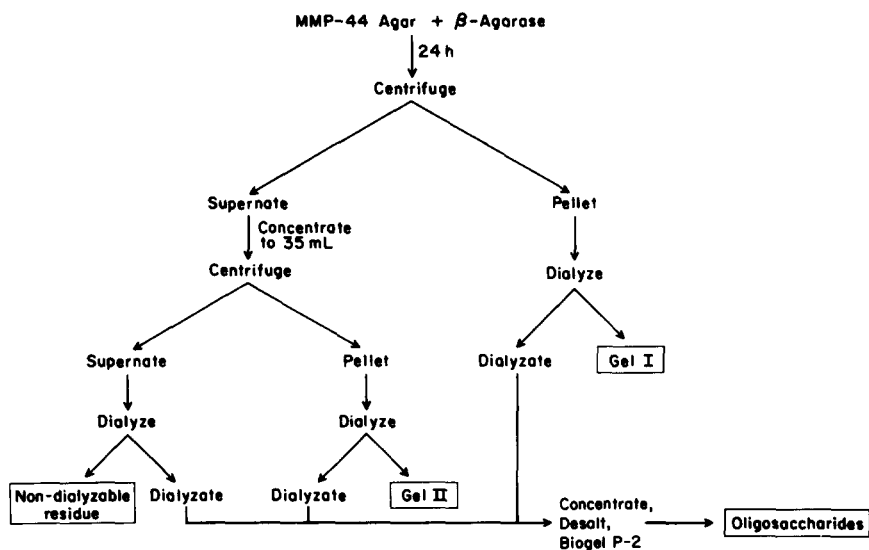 MMP-44 Agar + β-Agarase
24 h
Centrifuge
Supernate
Pellet
Concentrate
to 35 mL
Centrifuge
Dialyze
Supernate
Pellet
Dialyzate
Gel I
Dialyze
Dialyze
Non-dialyzable
residue
Dialyzate
Dialyzate
Gel II
Concentrate,
Desalt,
Biogel P-2
Oligosaccharides